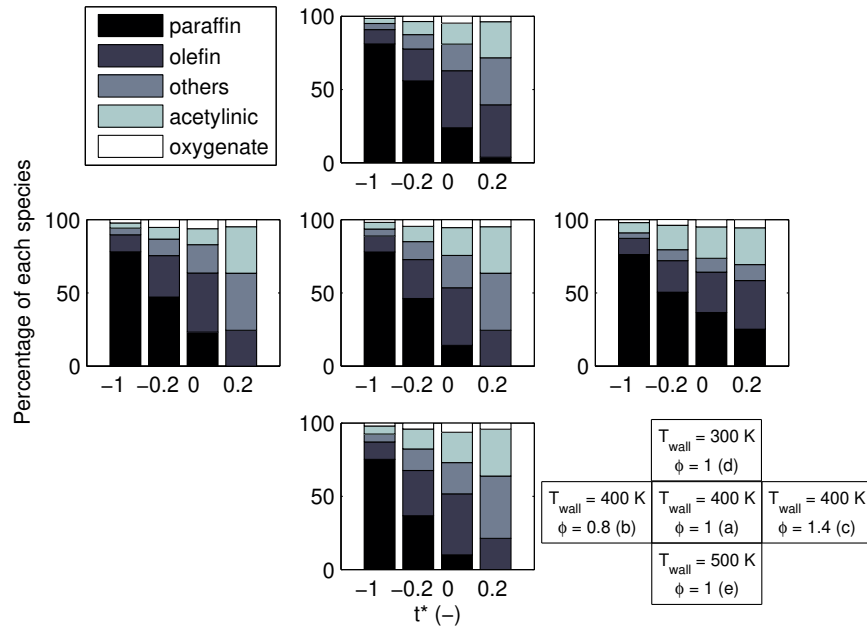 paraffin
olefin
others
acetylinic
oxygenate
100
50
0
−1 −0.2 0 0.2
Percentage of each species
100
50
0
−1 −0.2 0 0.2
100
50
0
−1 −0.2 0 0.2
100
50
0
−1 −0.2 0 0.2
100
50
0
−1 −0.2 0 0.2
t* (−)
T_wall = 300 K
ϕ = 1 (d)
T_wall = 400 K
ϕ = 0.8 (b)
T_wall = 400 K
ϕ = 1 (a)
T_wall = 400 K
ϕ = 1.4 (c)
T_wall = 500 K
ϕ = 1 (e)